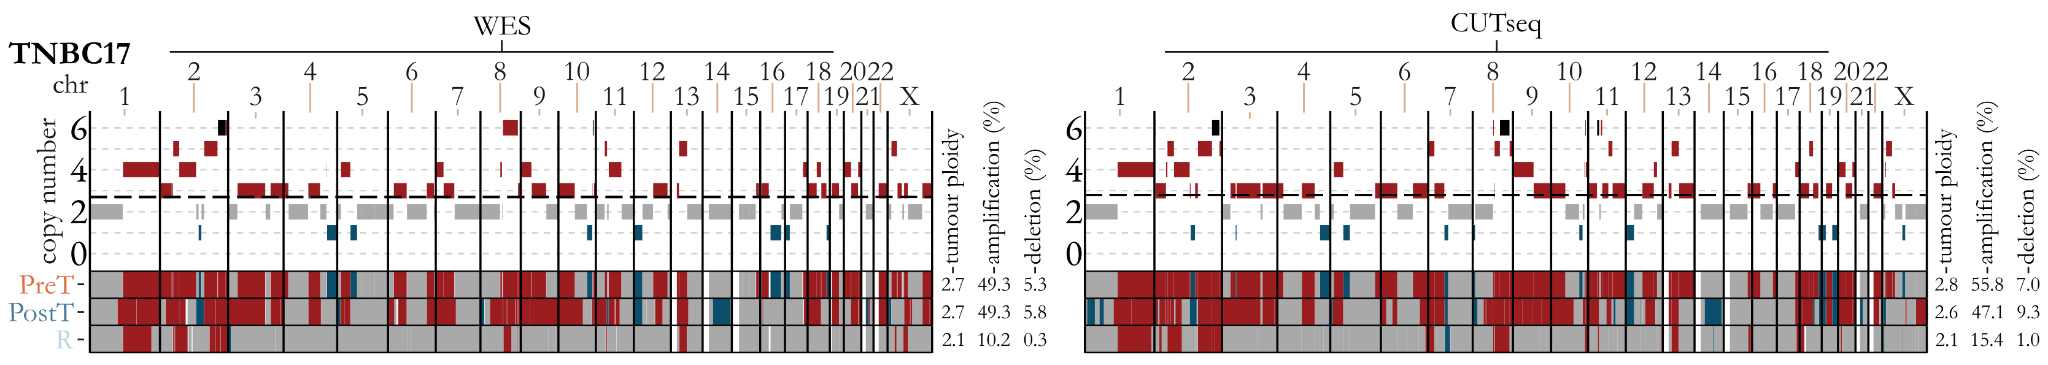 WES
TNBC17
chr
2 4 6 8 10 12 14 16 18 20 22
1 3 5 7 9 11 13 15 17 19 21 X
copy number
6
4
2
0
-tumour ploidy
-amplification (%)
-deletion (%)
PreT- 2.7 49.3 5.3
PostT- 2.7 49.3 5.8
R - 2.1 10.2 0.3
CUTseq
2 4 6 8 10 12 14 16 18 20 22
1 3 5 7 9 11 13 15 17 19 21 X
6
4
2
0
-tumour ploidy
-amplification (%)
-deletion (%)
2.8 55.8 7.0
2.6 47.1 9.3
2.1 15.4 1.0